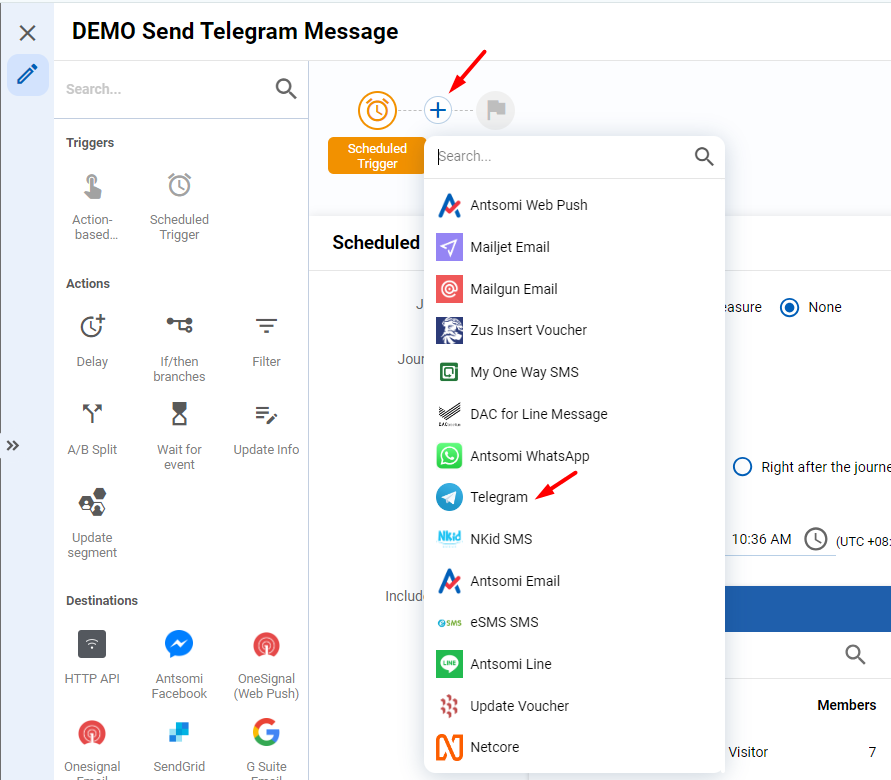 DEMO Send Telegram Message
Search...
Triggers
Action-
based...
Scheduled
Trigger
Actions
Delay
If/then
branches
Filter
A/B Split
Wait for
event
Update Info
Update
segment
Destinations
HTTP API
Antsomi
Facebook
OneSignal
(Web Push)
Onesignal
Email
SendGrid
G Suite
Email
Scheduled
Trigger
Search...
Antsomi Web Push
Mailjet Email
Mailgun Email
Zus Insert Voucher
My One Way SMS
DAC for Line Message
Antsomi WhatsApp
Telegram
NKid
NKid SMS
Antsomi Email
eSMS
eSMS SMS
LINE
Antsomi Line
Update Voucher
Netcore
Scheduled
J
easure
None
Jour
Right after the journe
10:36 AM
(UTC +08:
Includ
Members
Visitor
7